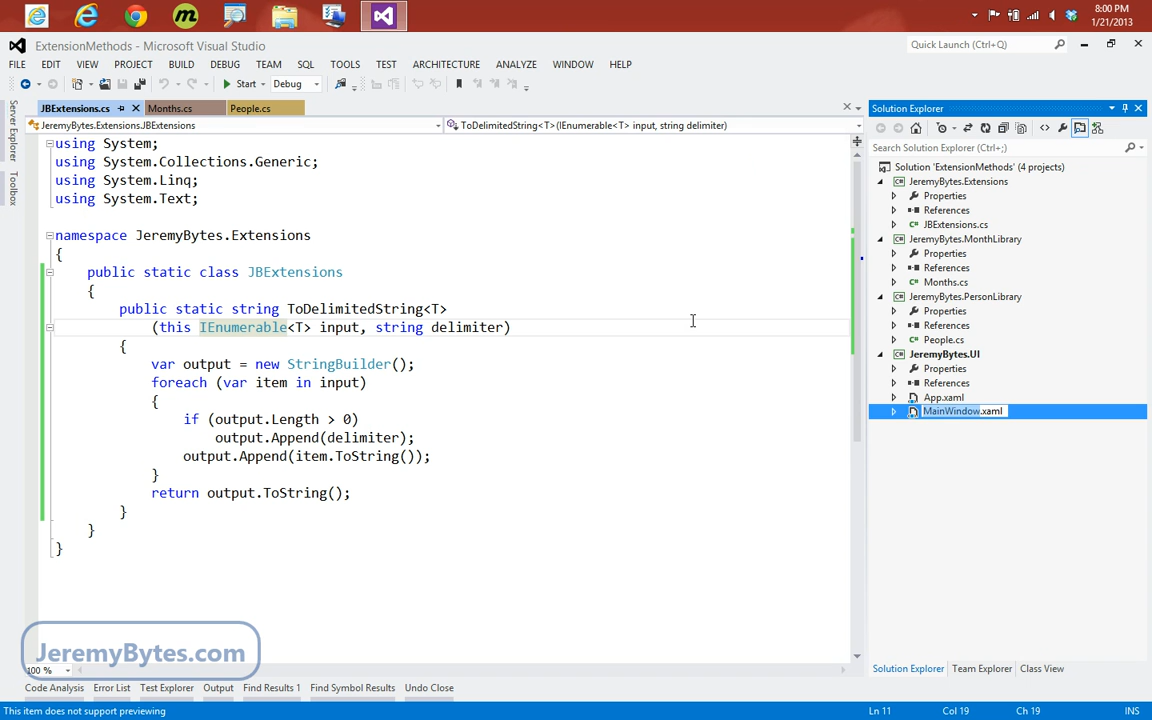 8:00 PM
1/21/2013
ExtensionMethods - Microsoft Visual Studio
Quick Launch (Ctrl+Q)
FILE EDIT VIEW PROJECT BUILD DEBUG TEAM SQL TOOLS TEST ARCHITECTURE ANALYZE WINDOW HELP
Start Debug
JBExtensions.cs Months.cs People.cs
JeremyBytes.Extensions.JBExtensions ToDelimitedString<T>(IEnumerable<T> input, string delimiter)
Server Explorer
Toolbox
using System;
using System.Collections.Generic;
using System.Linq;
using System.Text;
namespace JeremyBytes.Extensions
{
public static class JBExtensions
{
public static string ToDelimitedString<T>
(this IEnumerable<T> input, string delimiter)
{
var output = new StringBuilder();
foreach (var item in input)
{
if (output.Length > 0)
output.Append(delimiter);
output.Append(item.ToString());
}
return output.ToString();
}
}
}
JeremyBytes.com
100 %
Solution Explorer
Search Solution Explorer (Ctrl+;)
Solution 'ExtensionMethods' (4 projects)
JeremyBytes.Extensions
Properties
References
JBExtensions.cs
JeremyBytes.MonthLibrary
Properties
References
Months.cs
JeremyBytes.PersonLibrary
Properties
References
People.cs
JeremyBytes.UI
Properties
References
App.xaml
MainWindow.xaml
Solution Explorer Team Explorer Class View
Code Analysis Error List Test Explorer Output Find Results 1 Find Symbol Results Undo Close
This item does not support previewing Ln 11 Col 19 Ch 19 INS